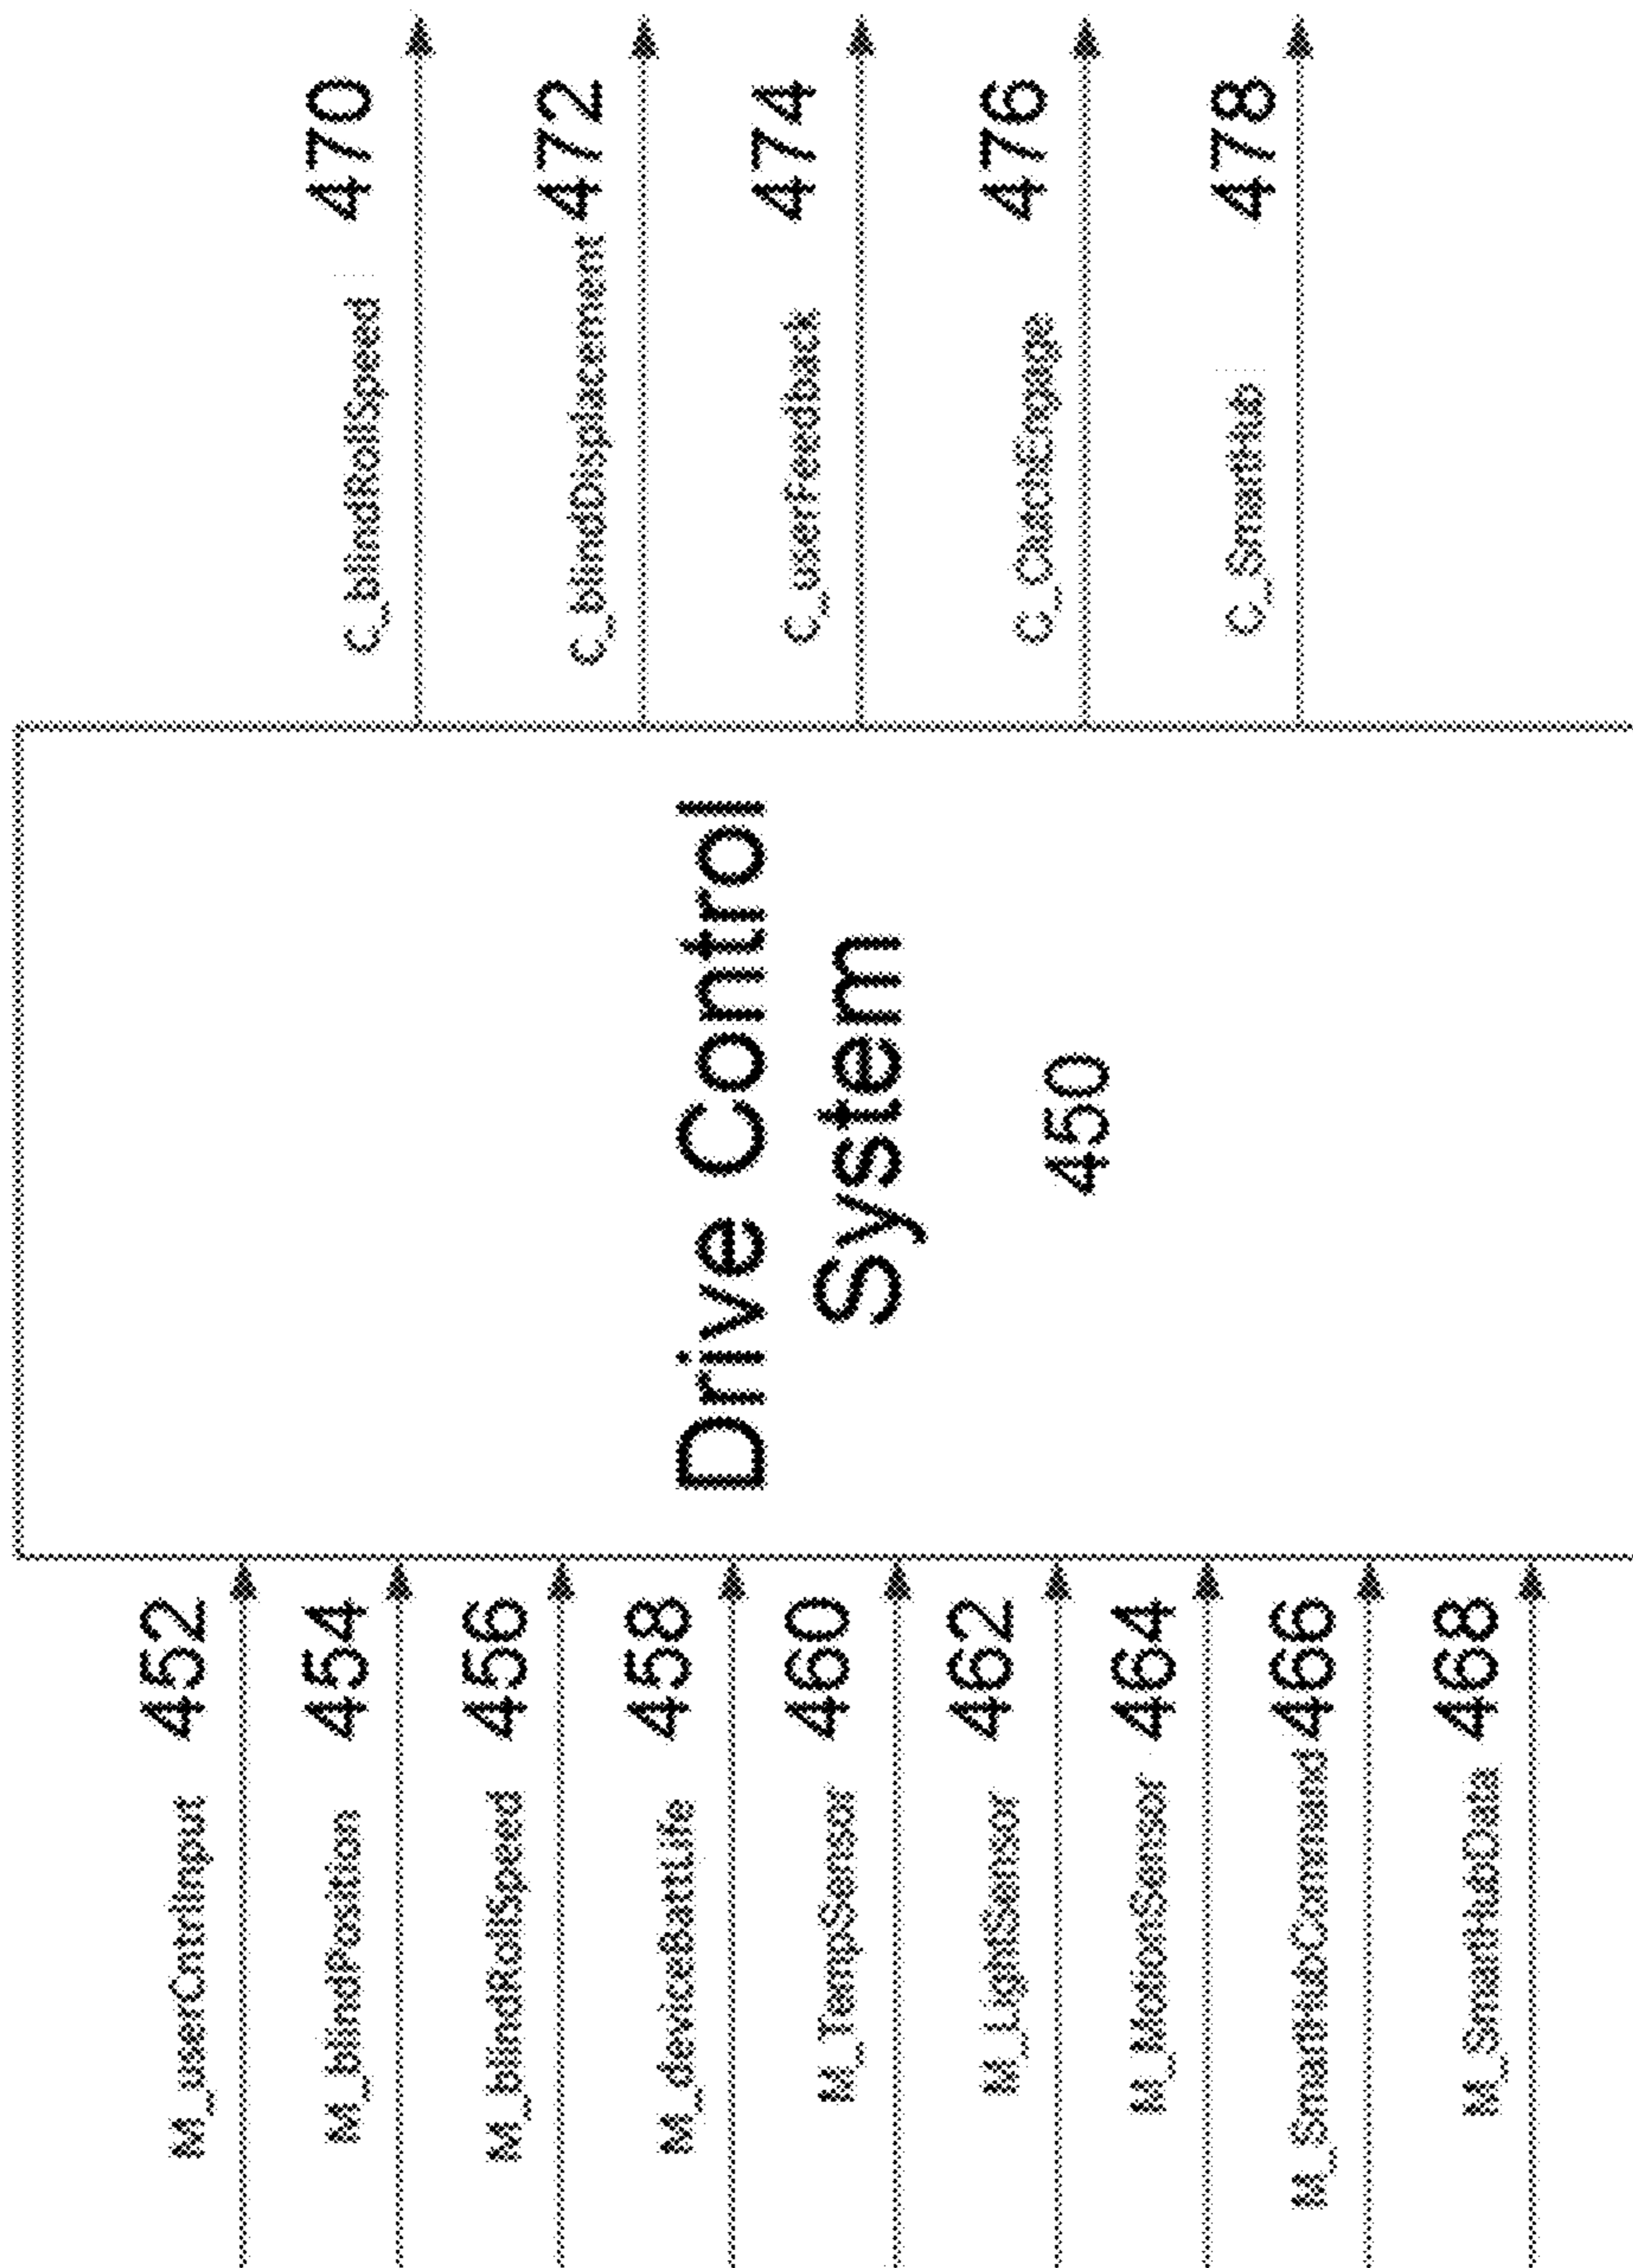 M_userCntrlInput 452
M_blindPosition 454
M_blindRollSpeed 456
M_deviceBattLife 458
M_TempSensor 460
M_LightSensor 462
M_MotionSensor 464
M_SmartHubCommand 466
M_SmartHubData 468
Drive Control
System
450
C_blindRollSpeed 470
C_blindDisplacement 472
C_userFeedback 474
C_ClutchEngage 476
C_SmartHub 478